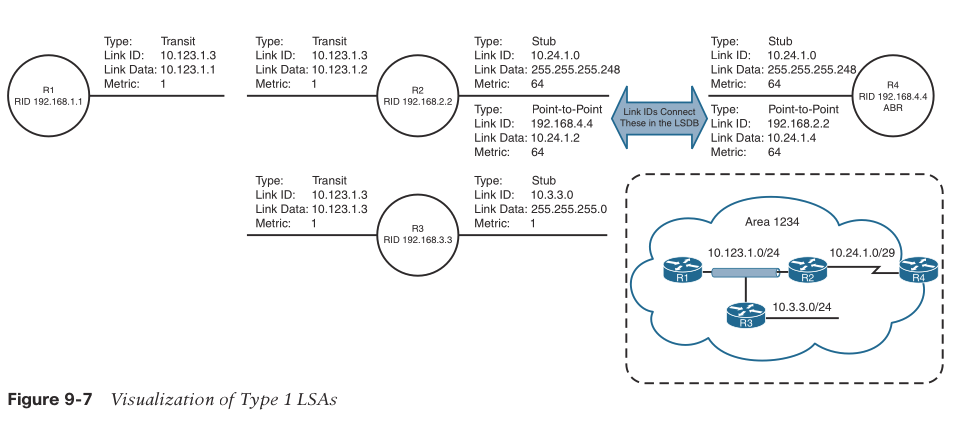 R1
RID 192.168.1.1
Type: Transit
Link ID: 10.123.1.3
Link Data: 10.123.1.1
Metric: 1
Type: Transit
Link ID: 10.123.1.3
Link Data: 10.123.1.2
Metric: 1
R2
RID 192.168.2.2
Type: Stub
Link ID: 10.24.1.0
Link Data: 255.255.255.248
Metric: 64
Type: Point-to-Point
Link ID: 192.168.4.4
Link Data: 10.24.1.2
Metric: 64
Link IDs Connect
These in the LSDB
Type: Stub
Link ID: 10.24.1.0
Link Data: 255.255.255.248
Metric: 64
Type: Point-to-Point
Link ID: 192.168.2.2
Link Data: 10.24.1.4
Metric: 64
R4
RID 192.168.4.4
ABR
Type: Transit
Link ID: 10.123.1.3
Link Data: 10.123.1.3
Metric: 1
R3
RID 192.168.3.3
Type: Stub
Link ID: 10.3.3.0
Link Data: 255.255.255.0
Metric: 1
Area 1234
10.123.1.0/24
10.24.1.0/29
R1
R2
R4
R3
10.3.3.0/24
Figure 9-7 Visualization of Type 1 LSAs